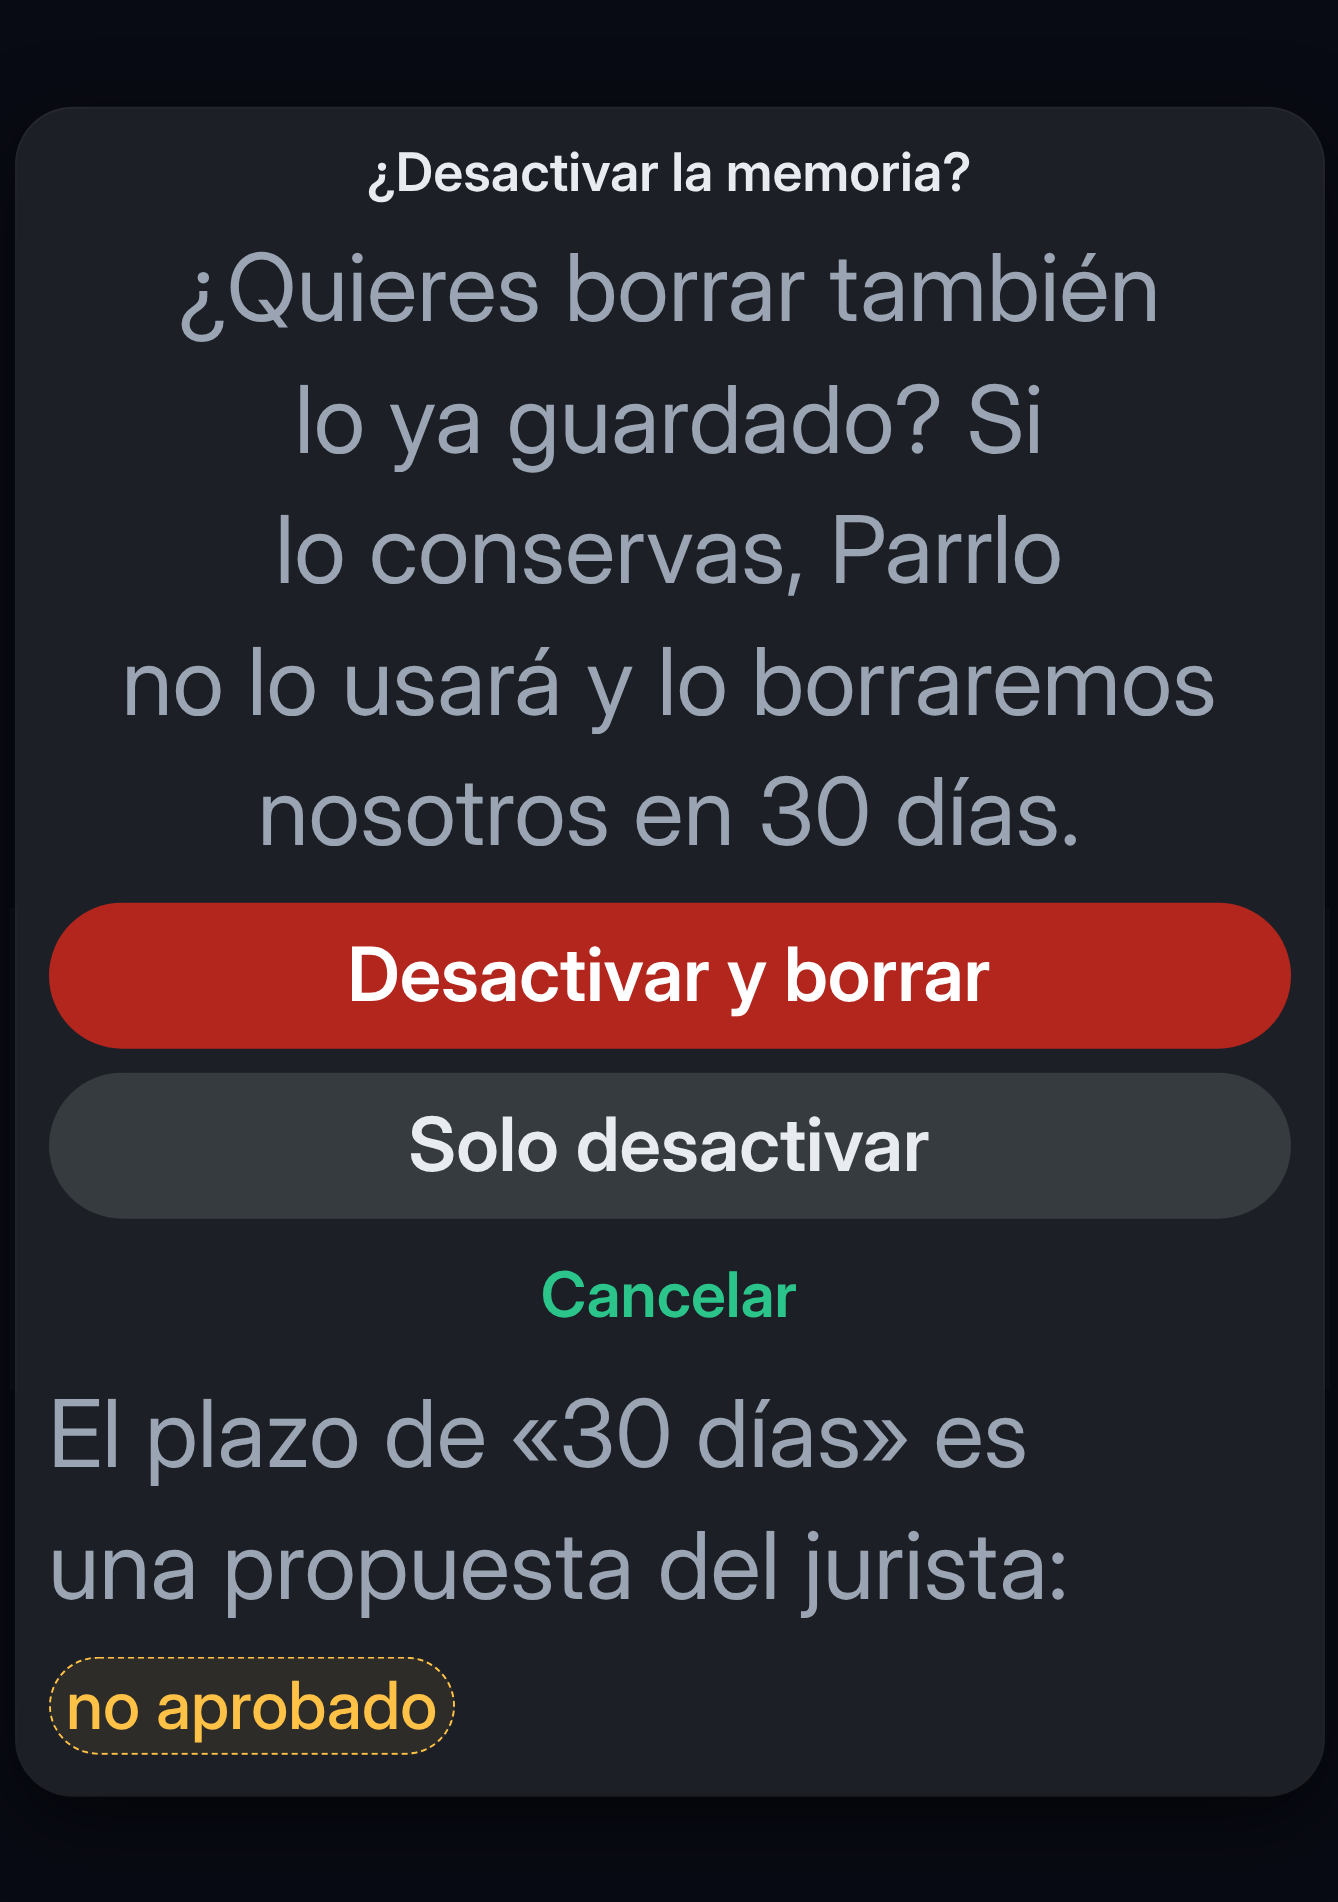 ¿Desactivar la memoria?
¿Quieres borrar también
lo ya guardado? Si
lo conservas, Parrlo
no lo usará y lo borraremos
nosotros en 30 días.
Desactivar y borrar
Solo desactivar
Cancelar
El plazo de «30 días» es
una propuesta del jurista:
no aprobado